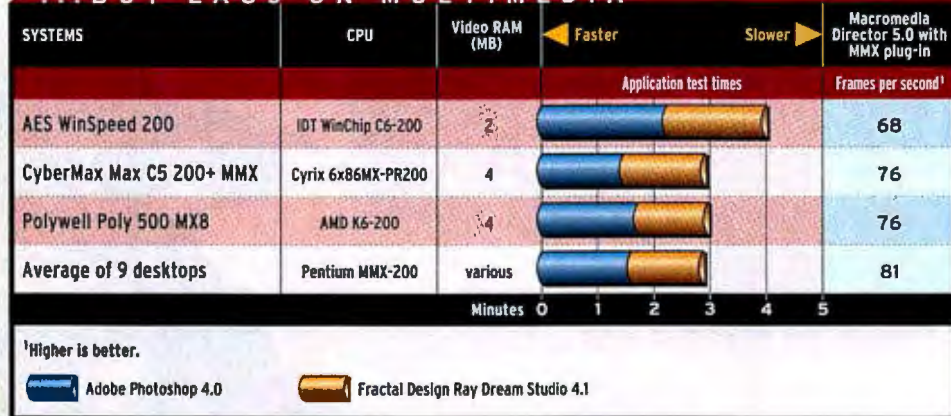 SYSTEMS CPU Video RAM (MB) Faster Slower Macromedia Director 5.0 with MMX plug-in
Application test times Frames per second¹
AES WinSpeed 200 IDT WinChip C6-200 2 68
CyberMax Max C5 200+ MMX Cyrix 6x86MX-PR200 4 76
Polywell Poly 500 MX8 AMD K6-200 4 76
Average of 9 desktops Pentium MMX-200 various 81
Minutes 0 1 2 3 4 5
¹Higher is better.
Adobe Photoshop 4.0 Fractal Design Ray Dream Studio 4.1